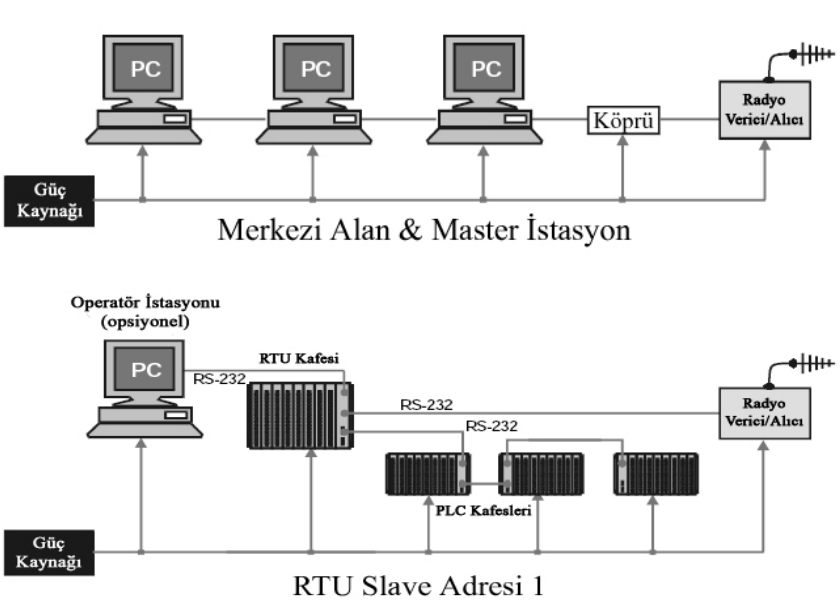 PC
PC
PC
Köprü
Radyo
Verici/Alıcı
Güç
Kaynağı
Merkezi Alan & Master İstasyon
Operatör İstasyonu
(opsiyonel)
PC
RS-232
RTU Kafesi
RS-232
RS-232
Radyo
Verici/Alıcı
PLC Kafesleri
Güç
Kaynağı
RTU Slave Adresi 1